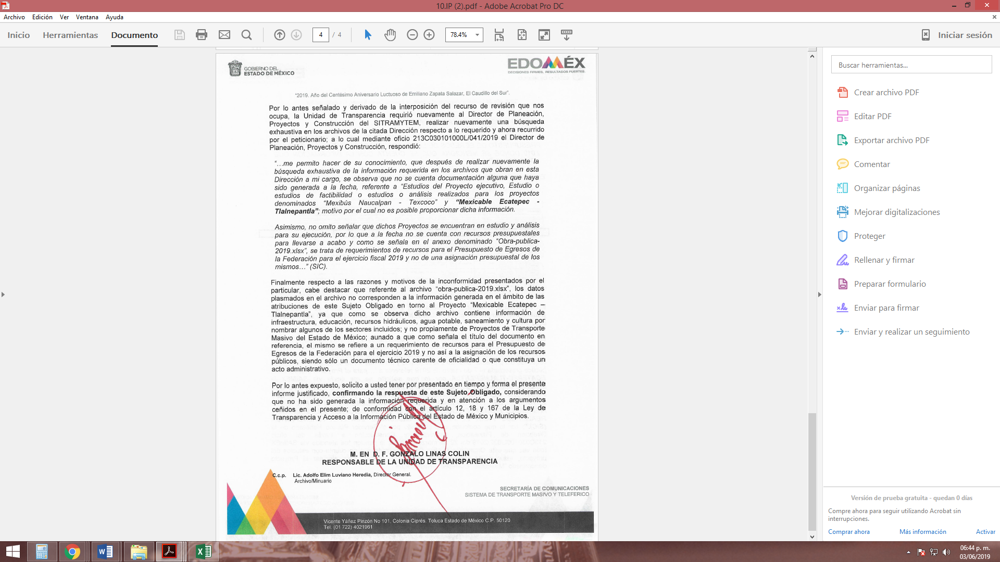 10.IP (2).pdf - Adobe Acrobat Pro DC
Archivo Edición Ver Ventana Ayuda
Inicio Herramientas Documento 4 / 4 78.4% Iniciar sesión
GOBIERNO DEL
ESTADO DE MÉXICO
EDOMÉX
DECISIONES FIRMES, RESULTADOS FUERTES.
"2019. Año del Centésimo Aniversario Luctuoso de Emiliano Zapata Salazar, El Caudillo del Sur".
Por lo antes señalado y derivado de la interposición del recurso de revisión que nos
ocupa, la Unidad de Transparencia requirió nuevamente al Director de Planeación,
Proyectos y Construcción del SITRAMYTEM, realizar nuevamente una búsqueda
exhaustiva en los archivos de la citada Dirección respecto a lo requerido y ahora recurrido
por el peticionario; a lo cual mediante oficio 213C030101000L/041/2019 el Director de
Planeación, Proyectos y Construcción, respondió:
"...me permito hacer de su conocimiento, que después de realizar nuevamente la
búsqueda exhaustiva de la información requerida en los archivos que obran en esta
Dirección a mi cargo, se observa que no se cuenta documentación alguna que haya
sido generada a la fecha, referente a "Estudios del Proyecto ejecutivo, Estudio o
estudios de factibilidad o estudios o análisis realizados para los proyectos
denominados "Mexibús Naucalpan - Texcoco" y "Mexicable Ecatepec -
Tlalnepantla"; motivo por el cual no es posible proporcionar dicha información.
Asimismo, no omito señalar que dichos Proyectos se encuentran en estudio y análisis
para su ejecución, por lo que a la fecha no se cuenta con recursos presupuestales
para llevarse a acabo y como se señala en el anexo denominado "Obra-publica-
2019.xlsx", se trata de requerimientos de recursos para el Presupuesto de Egresos de
la Federación para el ejercicio fiscal 2019 y no de una asignación presupuestal de los
mismos..." (SIC).
Finalmente respecto a las razones y motivos de la inconformidad presentados por el
particular, cabe destacar que referente al archivo "obra-publica-2019.xlsx", los datos
plasmados en el archivo no corresponden a la información generada en el ámbito de las
atribuciones de este Sujeto Obligado en torno al Proyecto "Mexicable Ecatepec –
Tlalnepantla", ya que como se observa dicho archivo contiene información de
infraestructura, educación, recursos hidráulicos, agua potable, saneamiento y cultura por
nombrar algunos de los sectores incluidos; y no propiamente de Proyectos de Transporte
Masivo del Estado de México; aunado a que como señala el título del documento en
referencia, el mismo se refiere a un requerimiento de recursos para el Presupuesto de
Egresos de la Federación para el ejercicio 2019 y no así a la asignación de los recursos
públicos, siendo sólo un documento técnico carente de oficialidad o que constituya un
acto administrativo.
Por lo antes expuesto, solicito a usted tener por presentado en tiempo y forma el presente
informe justificado, confirmando la respuesta de este Sujeto Obligado, considerando
que no ha sido generada la información requerida y en atención a los argumentos
ceñidos en el presente; de conformidad con el artículo 12, 18 y 167 de la Ley de
Transparencia y Acceso a la Información Pública del Estado de México y Municipios.
M. EN D. F. GONZALO LINAS COLIN
RESPONSABLE DE LA UNIDAD DE TRANSPARENCIA
C.c.p. Lic. Adolfo Elim Luviano Heredia, Director General.
Archivo/Minuario
SECRETARÍA DE COMUNICACIONES
SISTEMA DE TRANSPORTE MASIVO Y TELEFERICO
Vicente Yáñez Pinzón No 101, Colonia Ciprés. Toluca Estado de México C.P. 50120
Tel. (01 722) 4021961
Buscar herramientas...
Crear archivo PDF
Editar PDF
Exportar archivo PDF
Comentar
Organizar páginas
Mejorar digitalizaciones
Proteger
Rellenar y firmar
Preparar formulario
Enviar para firmar
Enviar y realizar un seguimiento
Versión de prueba gratuita - quedan 0 días
Compre ahora para seguir utilizando Acrobat sin
interrupciones.
Comprar ahora Más información Activar
06:44 p. m.
03/06/2019